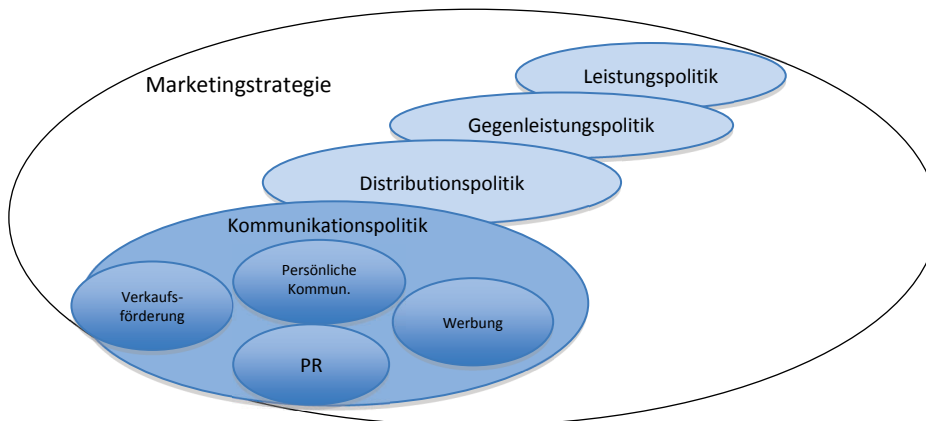 Leistungspolitik
Marketingstrategie
Gegenleistungspolitik
Distributionspolitik
Kommunikationspolitik
Persönliche
Kommun.
Verkaufs-
förderung
Werbung
PR